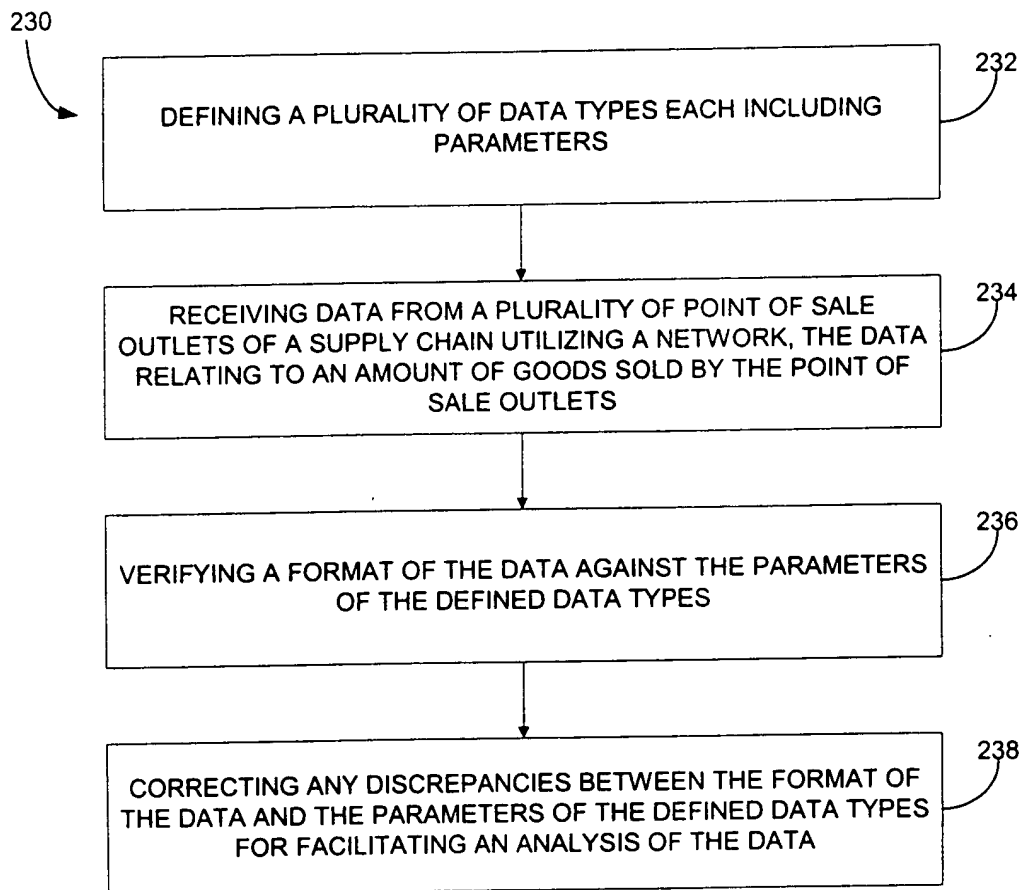 230
232
DEFINING A PLURALITY OF DATA TYPES EACH INCLUDING
PARAMETERS
234
RECEIVING DATA FROM A PLURALITY OF POINT OF SALE
OUTLETS OF A SUPPLY CHAIN UTILIZING A NETWORK, THE DATA
RELATING TO AN AMOUNT OF GOODS SOLD BY THE POINT OF
SALE OUTLETS
236
VERIFYING A FORMAT OF THE DATA AGAINST THE PARAMETERS
OF THE DEFINED DATA TYPES
238
CORRECTING ANY DISCREPANCIES BETWEEN THE FORMAT OF
THE DATA AND THE PARAMETERS OF THE DEFINED DATA TYPES
FOR FACILITATING AN ANALYSIS OF THE DATA